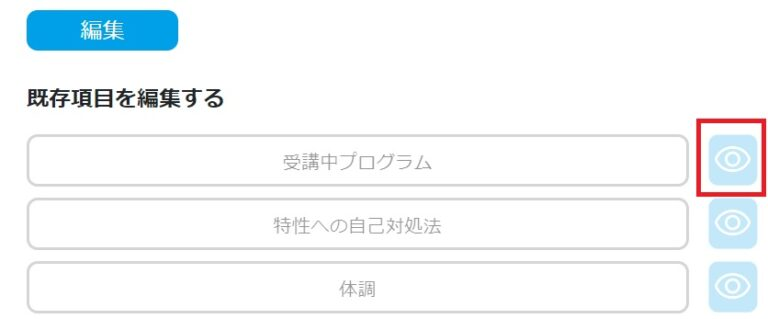 編集
既存項目を編集する
受講中プログラム
特性への自己対処法
体調